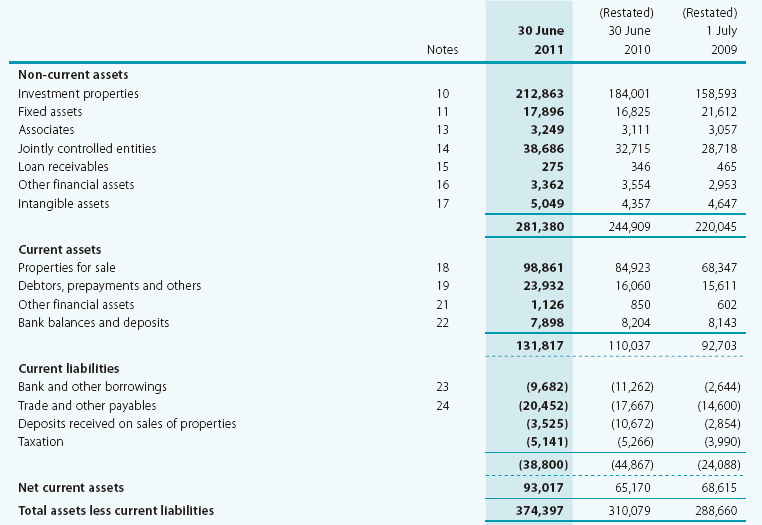 (Restated) (Restated)
30 June 30 June 1 July
Notes 2011 2010 2009
Non-current assets
Investment properties 10 212,863 184,001 158,593
Fixed assets 11 17,896 16,825 21,612
Associates 13 3,249 3,111 3,057
Jointly controlled entities 14 38,686 32,715 28,718
Loan receivables 15 275 346 465
Other financial assets 16 3,362 3,554 2,953
Intangible assets 17 5,049 4,357 4,647
281,380 244,909 220,045
Current assets
Properties for sale 18 98,861 84,923 68,347
Debtors, prepayments and others 19 23,932 16,060 15,611
Other financial assets 21 1,126 850 602
Bank balances and deposits 22 7,898 8,204 8,143
131,817 110,037 92,703
Current liabilities
Bank and other borrowings 23 (9,682) (11,262) (2,644)
Trade and other payables 24 (20,452) (17,667) (14,600)
Deposits received on sales of properties (3,525) (10,672) (2,854)
Taxation (5,141) (5,266) (3,990)
(38,800) (44,867) (24,088)
Net current assets 93,017 65,170 68,615
Total assets less current liabilities 374,397 310,079 288,660